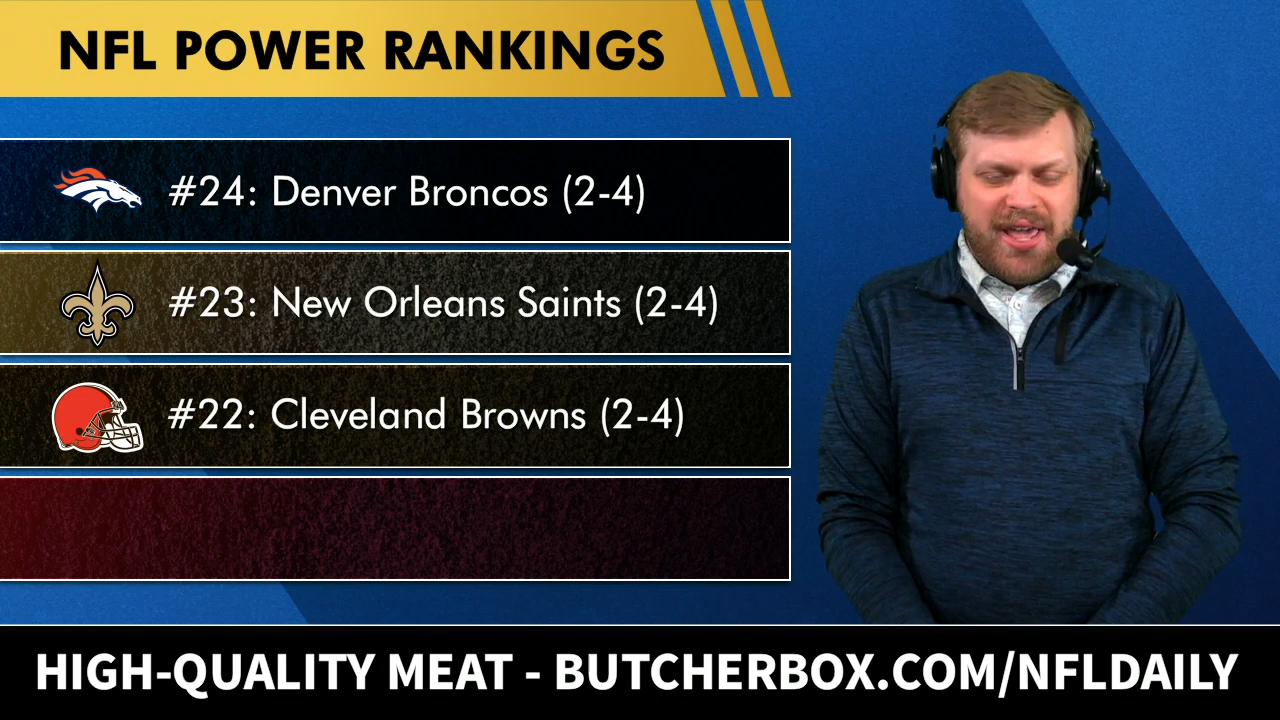 NFL POWER RANKINGS
#24: Denver Broncos (2-4)
#23: New Orleans Saints (2-4)
#22: Cleveland Browns (2-4)
HIGH-QUALITY MEAT - BUTCHERBOX.COM/NFLDAILY